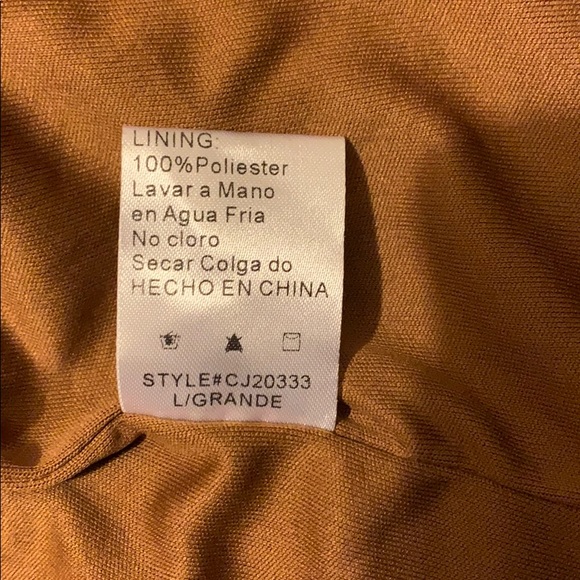 LINING:
100%Poliester
Lavar a Mano
en Agua Fria
No cloro
Secar Colga do
HECHO EN CHINA
STYLE#CJ20333
L/GRANDE